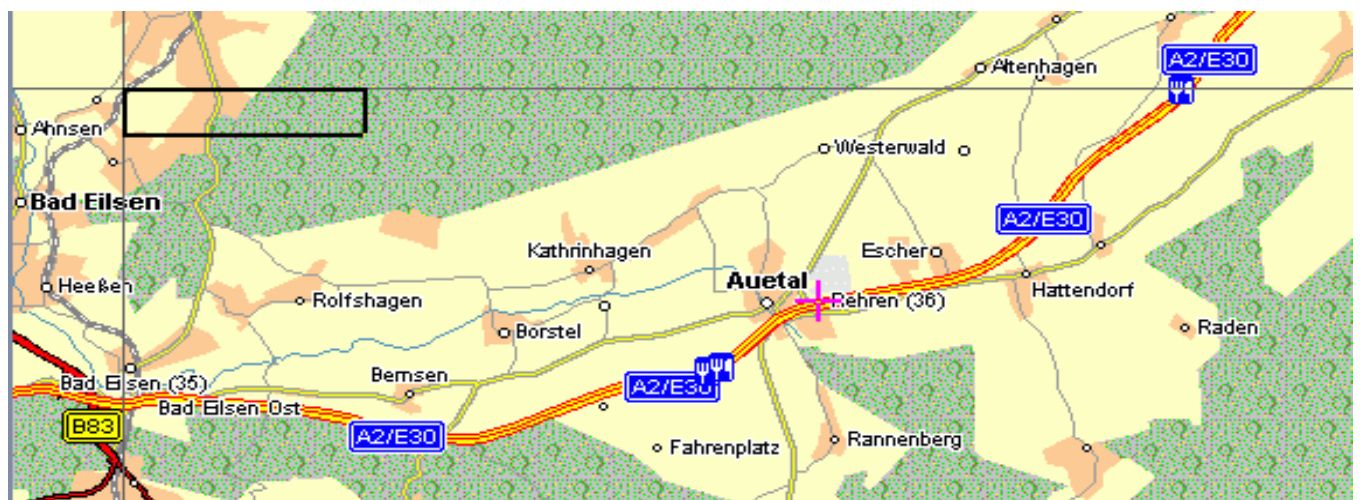 A2/E30
Altenhagen
Ahnsen
Westerwald
Bad Eilsen
A2/E30
Kathrinhagen
Escher
Auetal
Heeßen
Hattendorf
Rolfshagen
Rehren (36)
Borstel
Raden
Bad Eilsen (35)
Bernsen
A2/E30
Bad Eilsen Ost
B83
A2/E30
Rannenberg
Fahrenplatz